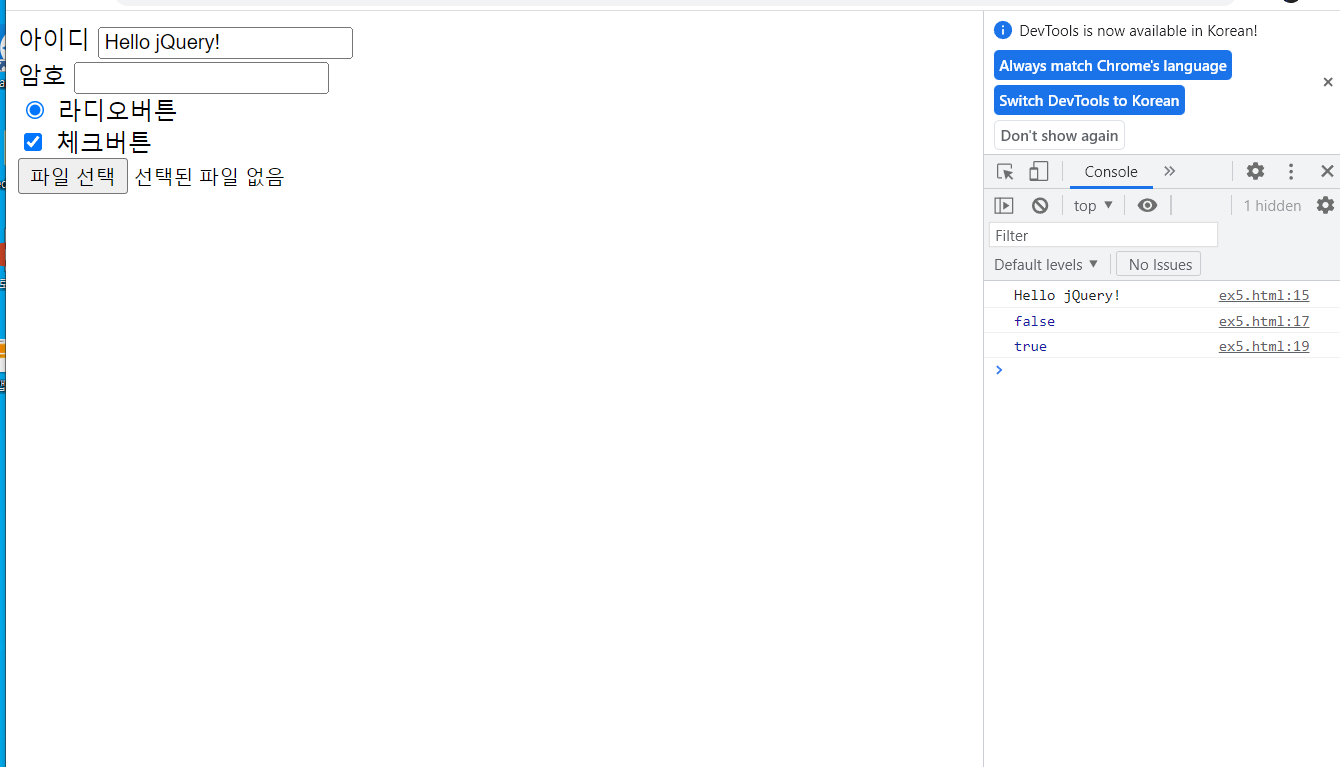 아이디 Hello jQuery!
암호
라디오버튼
체크버튼
파일 선택 선택된 파일 없음
DevTools is now available in Korean!
Always match Chrome's language
Switch DevTools to Korean
Don't show again
Console
top 1 hidden
Filter
Default levels No Issues
Hello jQuery! ex5.html:15
false ex5.html:17
true ex5.html:19